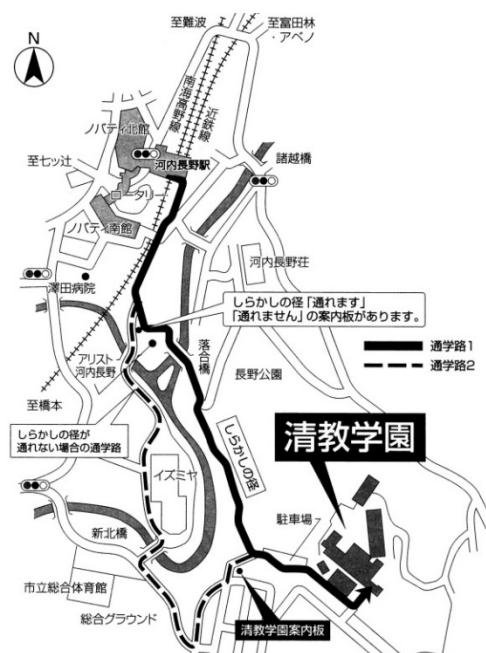 至難波
至富田林
・アベノ
N
南海高野線
近鉄線
ノバティ北館
河内長野駅
諸越橋
至七ッ辻
ロータリー
ノバティ南館
河内長野荘
澤田病院
しらかしの径「通れます」
「通れません」の案内板があります。
アリスト
河内長野
落合橋
通学路1
長野公園
通学路2
至橋本
しらかしの径が
通れない場合の通学路
しらかしの径
清教学園
イズミヤ
駐車場
新北橋
市立総合体育館
総合グラウンド
清教学園案内板